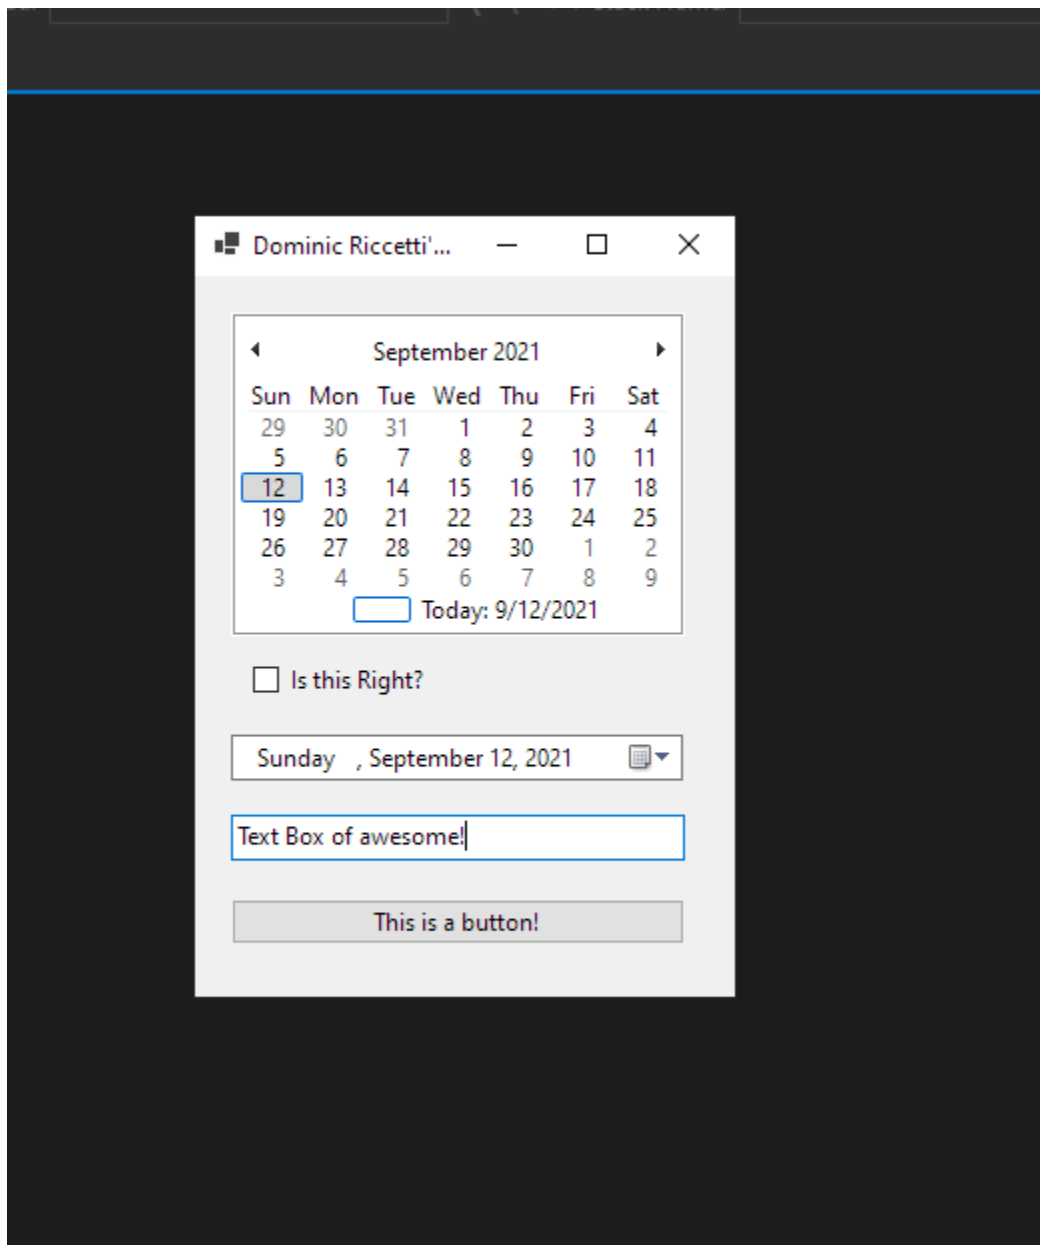 Dominic Riccetti'...
September 2021
Sun Mon Tue Wed Thu Fri Sat
29 30 31 1 2 3 4
5 6 7 8 9 10 11
12 13 14 15 16 17 18
19 20 21 22 23 24 25
26 27 28 29 30 1 2
3 4 5 6 7 8 9
Today: 9/12/2021
Is this Right?
Sunday , September 12, 2021
Text Box of awesome!
This is a button!